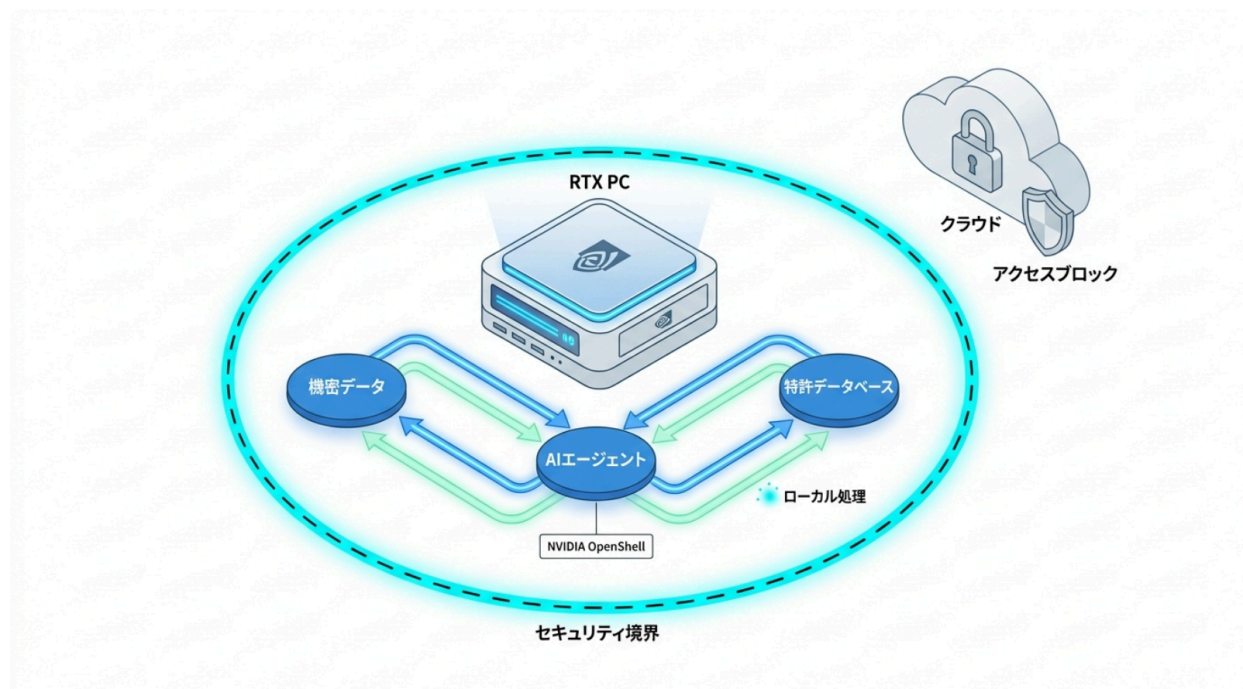 RTX PC
クラウド
アクセスブロック
機密データ
特許データベース
AIエージェント
ローカル処理
NVIDIA OpenShell
セキュリティ境界